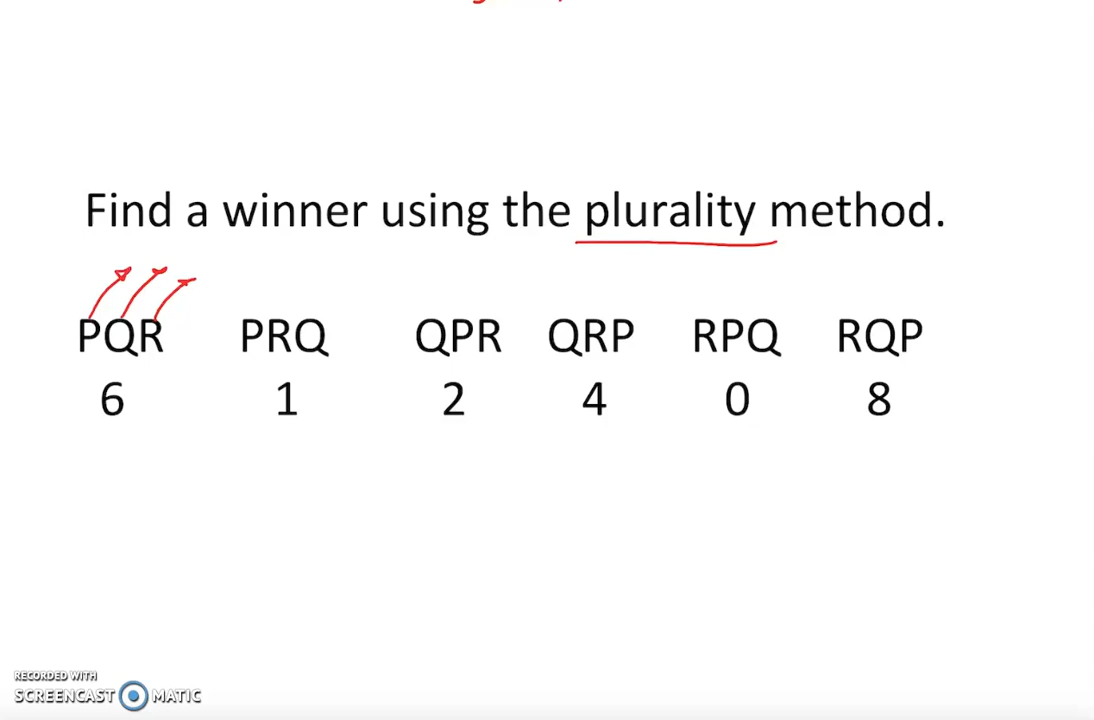 Find a winner using the plurality method.
PQR PRQ QPR QRP RPQ RQP
6 1 2 4 0 8
RECORDED WITH
SCREENCAST MATIC